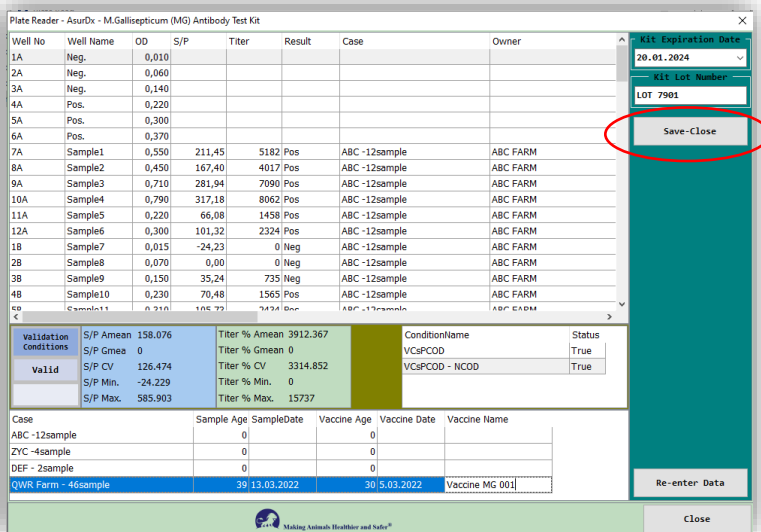 Plate Reader - AsurDx - M.Gallisepticum (MG) Antibody Test Kit
Well No Well Name OD S/P Titer Result Case Owner
1A Neg. 0,010
2A Neg. 0,060
3A Neg. 0,140
4A Pos. 0,220
5A Pos. 0,300
6A Pos. 0,370
7A Sample1 0,550 211,45 5182 Pos ABC -12sample ABC FARM
8A Sample2 0,450 167,40 4017 Pos ABC -12sample ABC FARM
9A Sample3 0,710 281,94 7090 Pos ABC -12sample ABC FARM
10A Sample4 0,790 317,18 8062 Pos ABC -12sample ABC FARM
11A Sample5 0,220 66,08 1458 Pos ABC -12sample ABC FARM
12A Sample6 0,300 101,32 2324 Pos ABC -12sample ABC FARM
1B Sample7 0,015 -24,23 0 Neg ABC -12sample ABC FARM
2B Sample8 0,070 0,00 0 Neg ABC -12sample ABC FARM
3B Sample9 0,150 35,24 735 Neg ABC -12sample ABC FARM
4B Sample10 0,230 70,48 1565 Pos ABC -12sample ABC FARM
5B Sample11 0,310 105,73 2434 Pos ABC -12sample ABC FARM
Kit Expiration Date
20.01.2024
Kit Lot Number
LOT 7901
Save-Close
Validation Conditions
Valid
S/P Amean 158.076
S/P Gmea 0
S/P CV 126.474
S/P Min. -24.229
S/P Max. 585.903
Titer % Amean 3912.367
Titer % Gmean 0
Titer % CV 3314.852
Titer % Min. 0
Titer % Max. 15737
ConditionName Status
VCsPCOD True
VCsPCOD - NCOD True
Case Sample Age SampleDate Vaccine Age Vaccine Date Vaccine Name
ABC -12sample 0 0
ZYC -4sample 0 0
DEF - 2sample 0 0
QWR Farm - 46sample 39 13.03.2022 30 5.03.2022 Vaccine MG 001
Re-enter Data
Making Animals Healthier and Safer®
Close